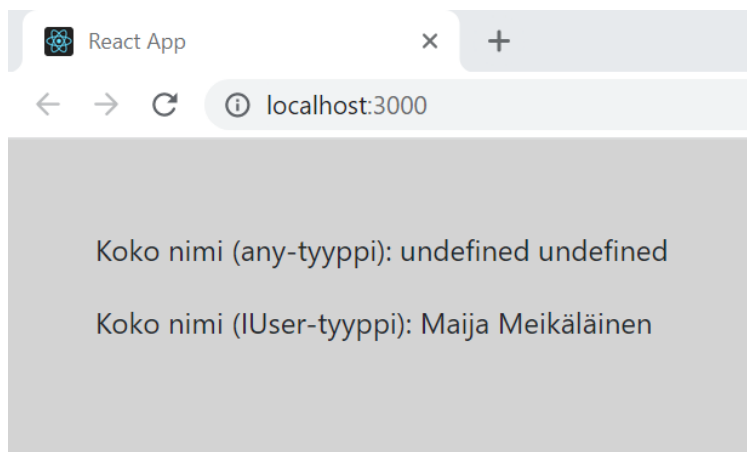 React App
localhost:3000
Koko nimi (any-tyyppi): undefined undefined
Koko nimi (IUser-tyyppi): Maija Meikäläinen